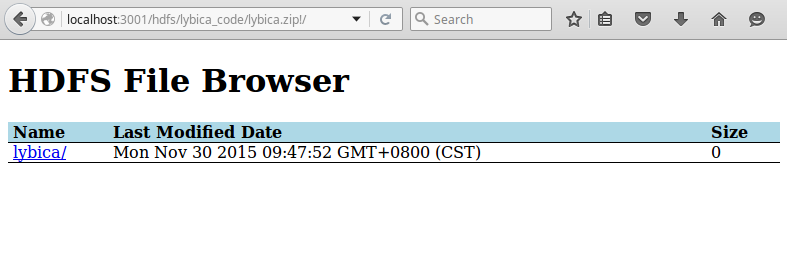 localhost:3001/hdfs/lybica_code/lybica.zip!/ Search
HDFS File Browser
Name Last Modified Date Size
lybica/ Mon Nov 30 2015 09:47:52 GMT+0800 (CST) 0